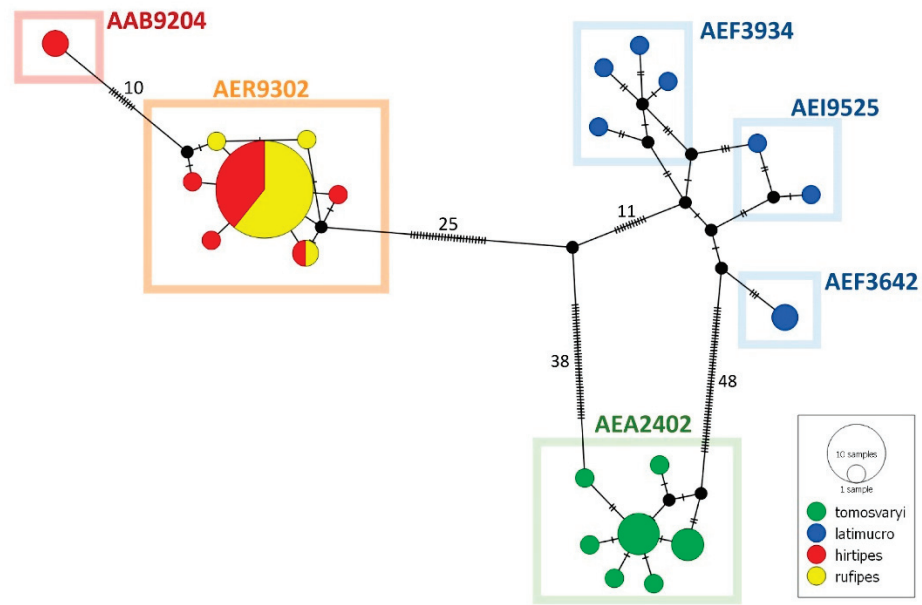 AAB9204
AEF3934
10
AER9302
AEI9525
11
25
AEF3642
38
48
AEA2402
10 samples
1 sample
tomosvaryi
latimucro
hirtipes
rufipes